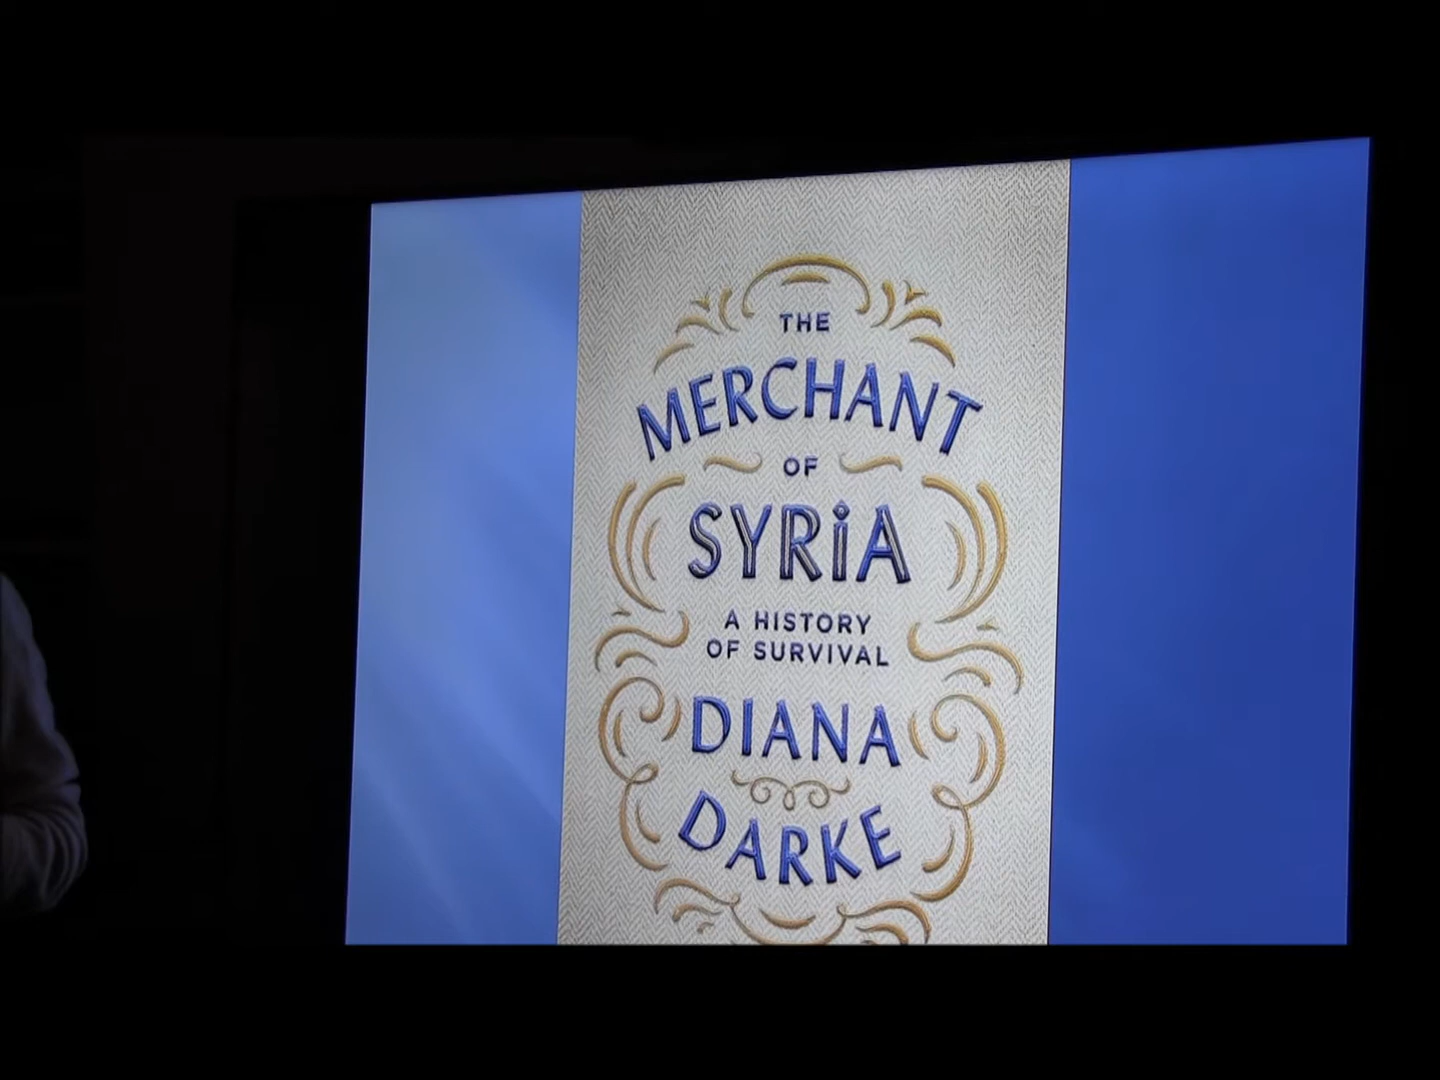 THE
MERCHANT
OF
SYRiA
A HISTORY
OF SURVIVAL
DIANA
DARKE